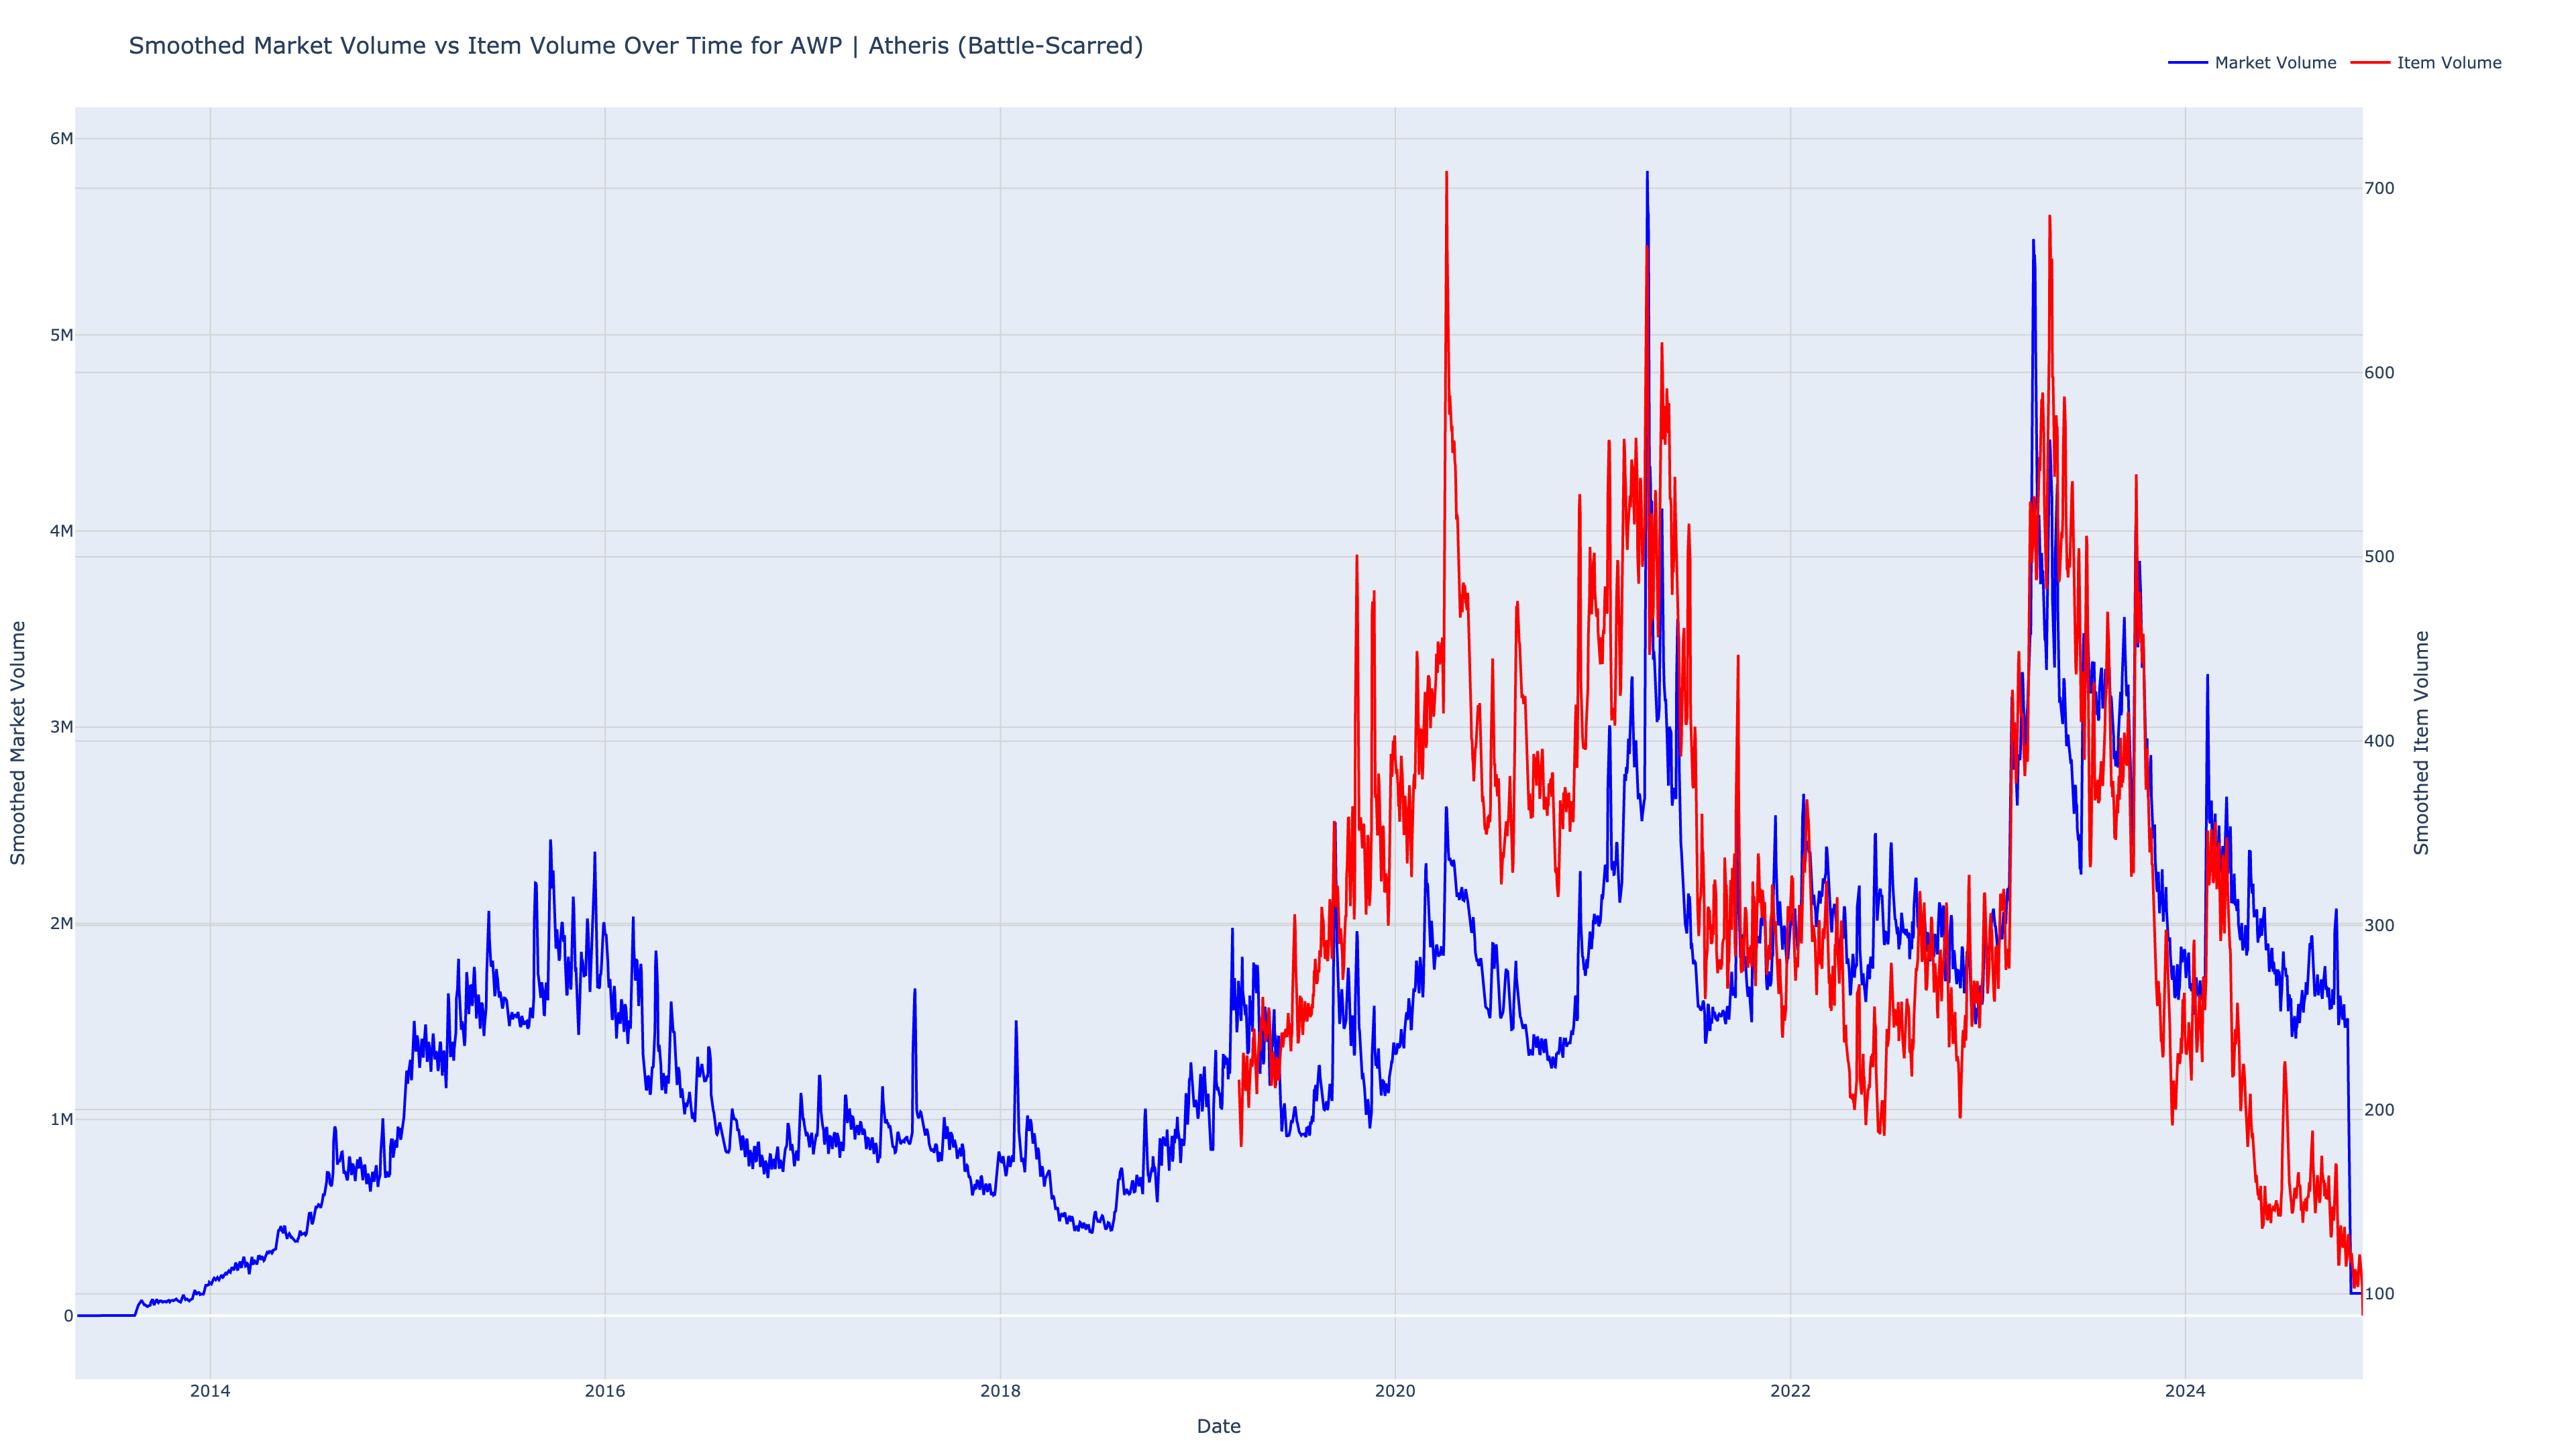 Smoothed Market Volume vs Item Volume Over Time for AWP | Atheris (Battle-Scarred)
Market Volume
Item Volume
6M
5M
4M
3M
2M
1M
0
Smoothed Market Volume
700
600
500
400
300
200
100
Smoothed Item Volume
2014
2016
2018
2020
2022
2024
Date